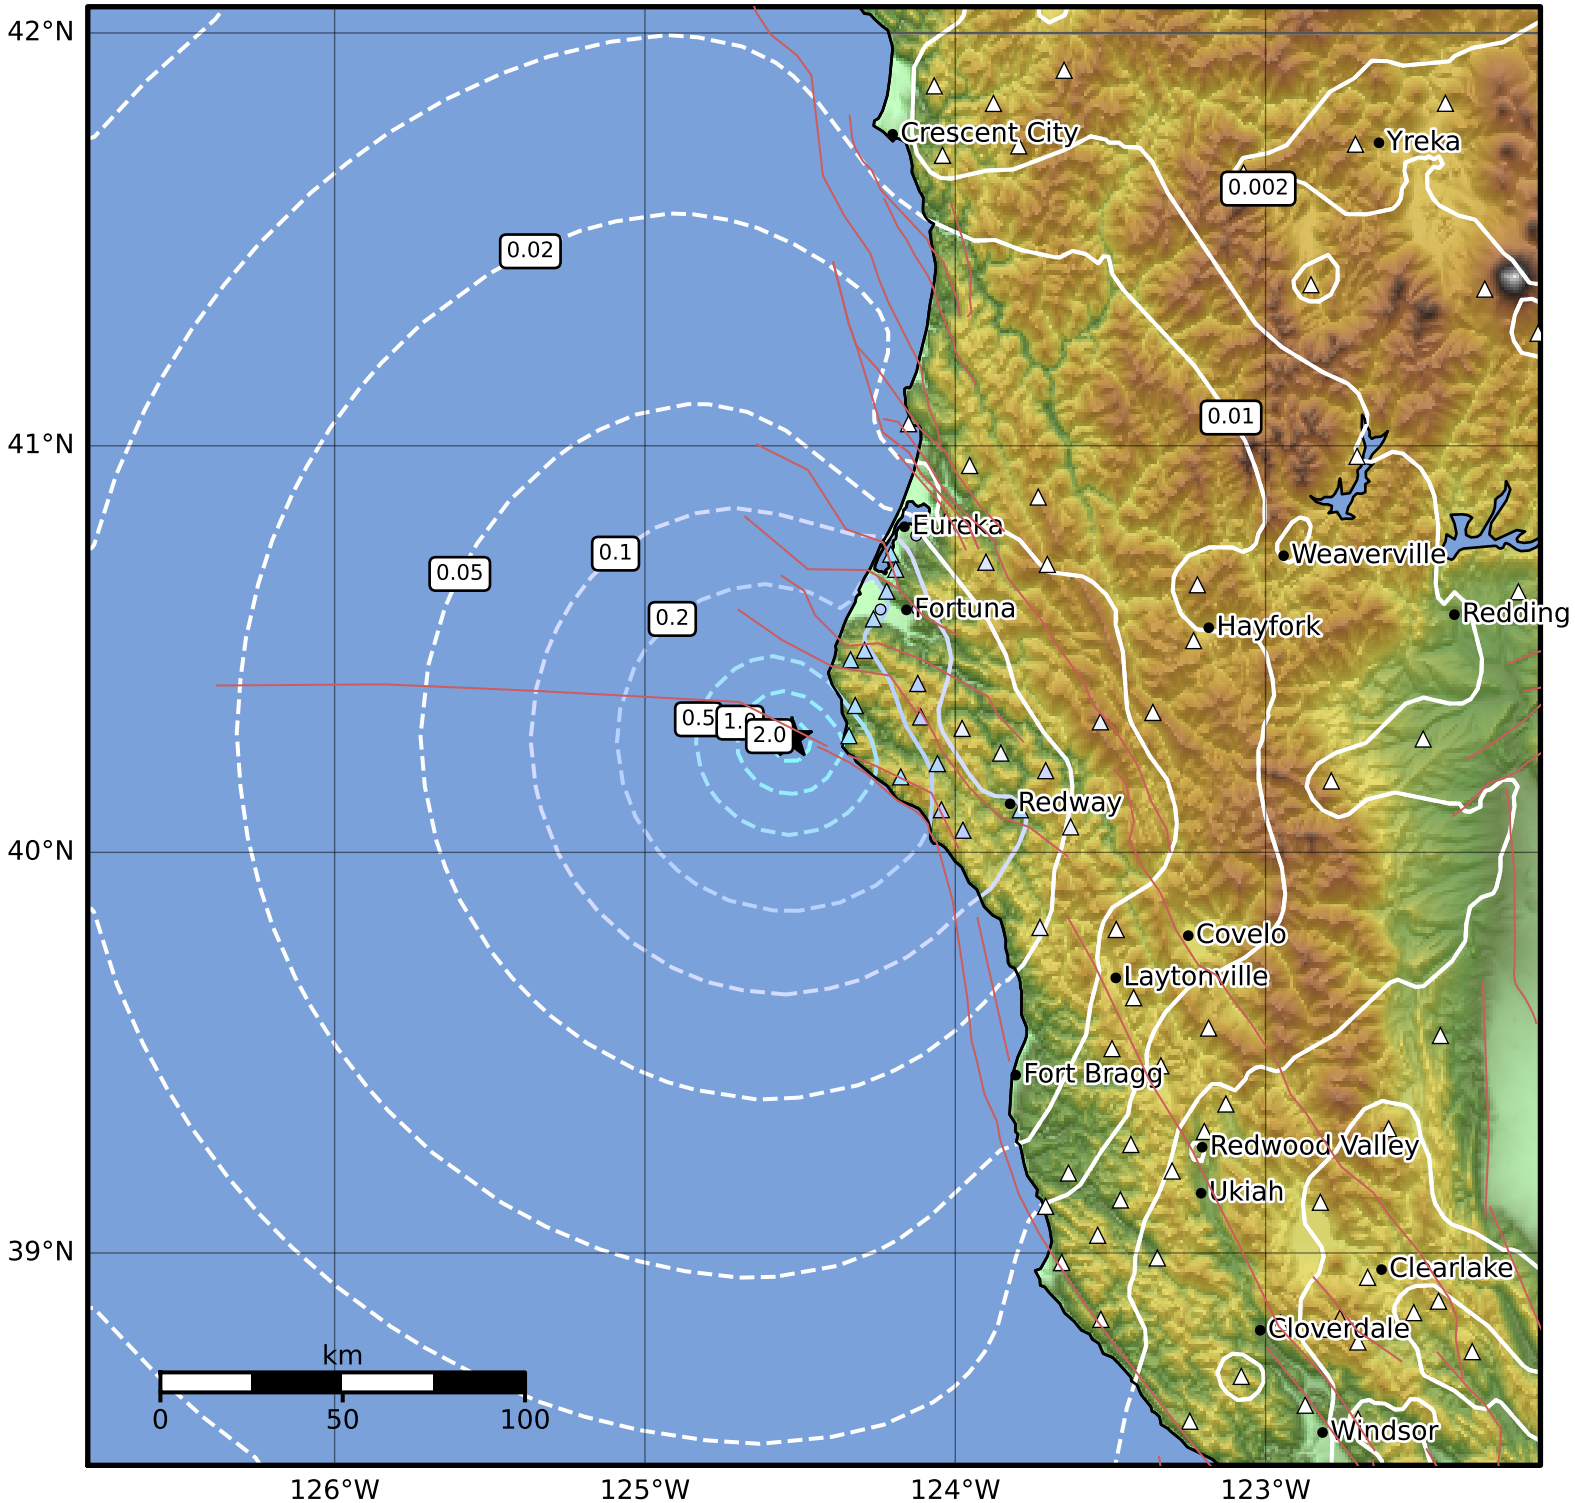 42°N
Crescent City
Yreka
0.002
0.02
0.01
41°N
Eureka
0.1
Weaverville
0.05
Fortuna
Redding
0.2
Hayfork
0.5
1.0
2.0
Redway
40°N
Covelo
Laytonville
Fort Bragg
Redwood Valley
Ukiah
39°N
Clearlake
Cloverdale
km
0 50 100
Windsor
126°W 125°W 124°W 123°W